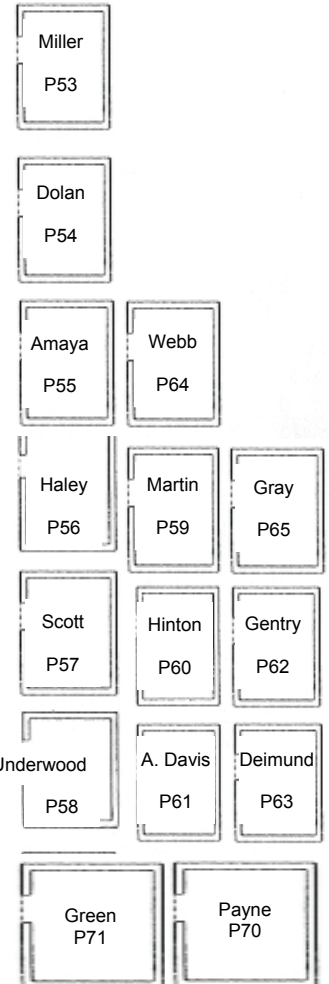 Miller
P53
Dolan
P54
Amaya
P55
Webb
P64
Haley
P56
Martin
P59
Gray
P65
Scott
P57
Hinton
P60
Gentry
P62
Underwood
P58
A. Davis
P61
Deimund
P63
Green
P71
Payne
P70